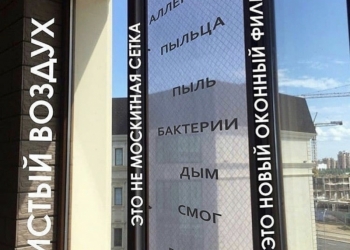 ИСТЫЙ ВОЗДУХ
ЭТО НЕ МОСКИТНАЯ СЕТКА
АЛЛЕ
ПЫЛЬЦА
ПЫЛЬ
БАКТЕРИИ
ДЫМ
СМОГ
ЭТО НОВЫЙ ОКОННЫЙ ФИЛ